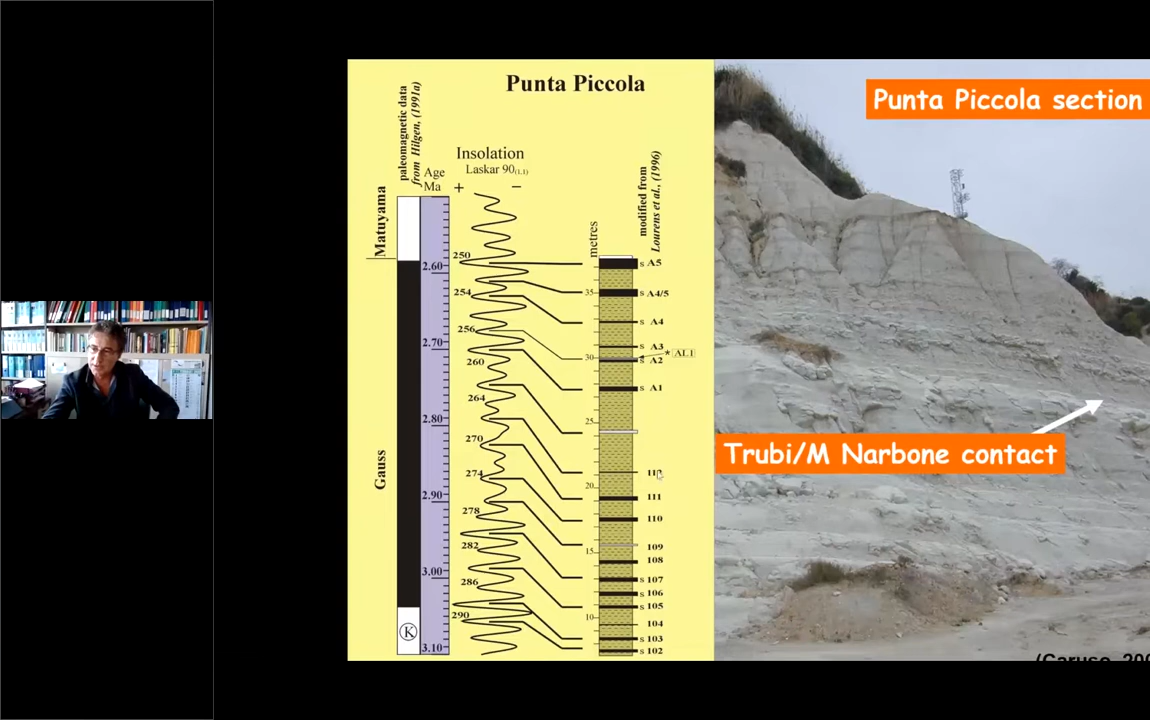 Punta Piccola
Punta Piccola section
paleomagnetic data
from Hilgen, (1991a)
Insolation
Laskar 90(1,1)
Age
Ma
+ −
metres
modified from
Lourens et al., (1996)
Matuyama
Gauss
K
2.60
2.70
2.80
2.90
3.00
3.10
250
254
256
260
264
270
274
278
282
286
290
35
30
25
20
15
10
s A5
s A4/5
s A4
A3
* AL1
s A2
s A1
111
110
109
108
s 107
s 106
s 105
104
s 103
s 102
Trubi/M Narbone contact
(Caruso, 200